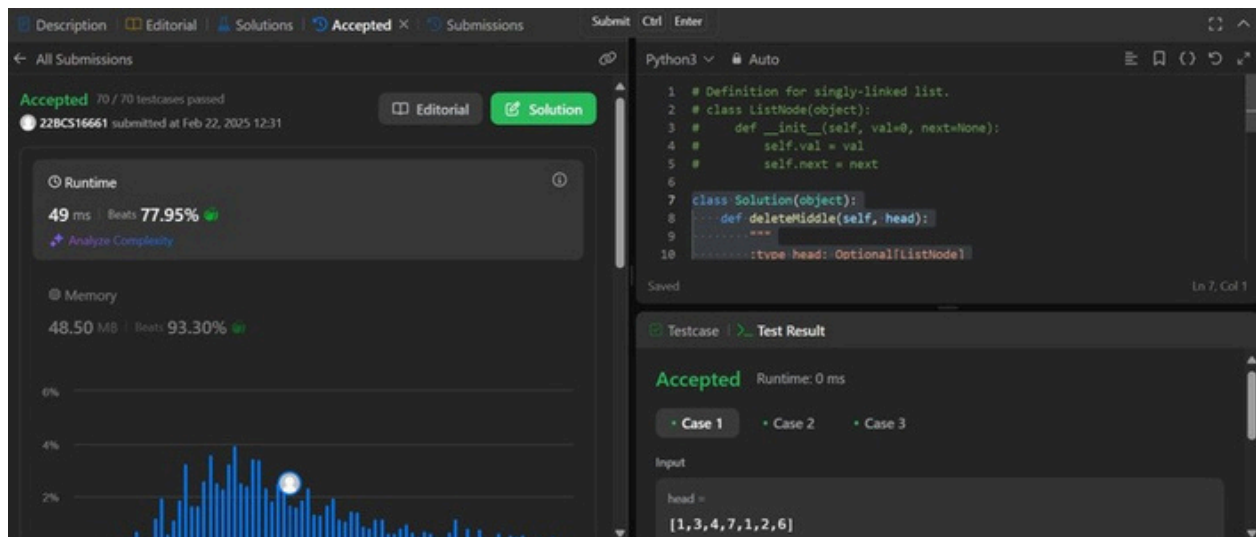 Description | Editorial | Solutions | Accepted × | Submissions
Submit Ctrl Enter
← All Submissions
Accepted 70 / 70 testcases passed
22BCS16661 submitted at Feb 22, 2025 12:31
Editorial
Solution
Runtime
49 ms | Beats 77.95%
Analyze Complexity
Memory
48.50 MB | Beats 93.30%
6%
4%
2%
Python3 Auto
1 # Definition for singly-linked list.
2 # class ListNode(object):
3 #     def __init__(self, val=0, next=None):
4 #         self.val = val
5 #         self.next = next
6
7 class Solution(object):
8     def deleteMiddle(self, head):
9         """
10         :type head: Optional[ListNode]
Saved
Ln 7, Col 1
Testcase | >_ Test Result
Accepted Runtime: 0 ms
• Case 1 • Case 2 • Case 3
Input
head =
[1,3,4,7,1,2,6]